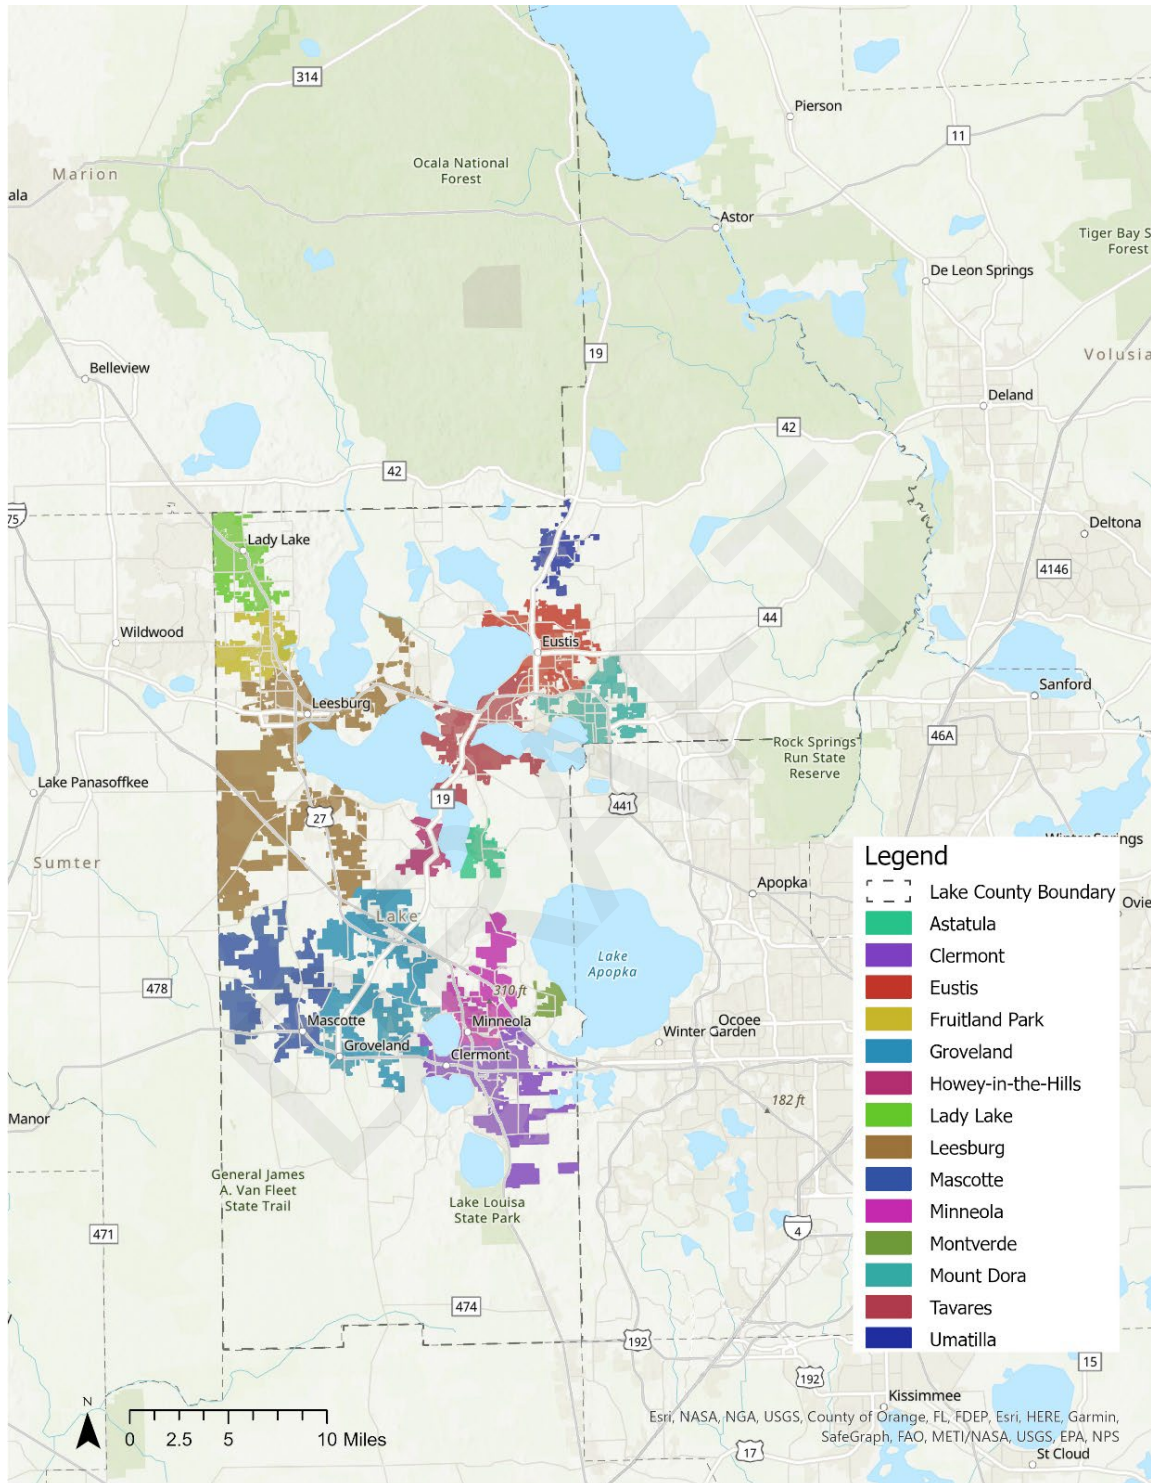 314
Pierson
11
Ocala National
Forest
Marion
ala
Astor
Tiger Bay S
Forest
De Leon Springs
19
Volusia
Belleview
Deland
42
42
75
Deltona
Lady Lake
4146
44
Wildwood
Eustis
Sanford
Leesburg
46A
Rock Springs
Run State
Reserve
Lake Panasoffkee
19
441
27
Winter Springs
Sumter
Apopka
Ovie
Lake
Lake
Apopka
478
310 ft
Mascotte
Minneola
Ocoee
Winter Garden
Groveland
Clermont
182 ft
Manor
General James
A. Van Fleet
State Trail
Lake Louisa
State Park
471
4
474
192
192
15
Kissimmee
17
St Cloud
DRAFT
Legend
Lake County Boundary
Astatula
Clermont
Eustis
Fruitland Park
Groveland
Howey-in-the-Hills
Lady Lake
Leesburg
Mascotte
Minneola
Montverde
Mount Dora
Tavares
Umatilla
N
0 2.5 5 10 Miles
Esri, NASA, NGA, USGS, County of Orange, FL, FDEP, Esri, HERE, Garmin,
SafeGraph, FAO, METI/NASA, USGS, EPA, NPS